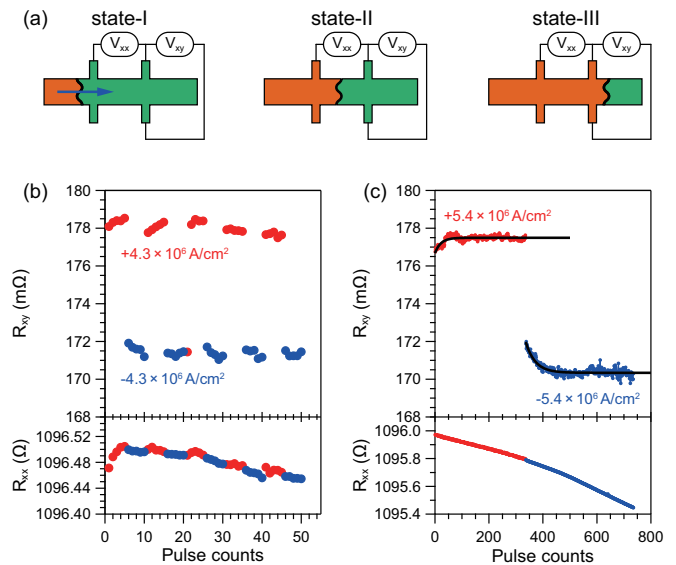 (a)
state-I
state-II
state-III
Vxx
Vxy
Vxx
Vxy
Vxx
Vxy
(b)
(c)
180
178
176
174
172
170
168
Rxy (mΩ)
+4.3 × 10⁶ A/cm²
-4.3 × 10⁶ A/cm²
1096.52
1096.48
1096.44
1096.40
Rxx (Ω)
0 10 20 30 40 50
Pulse counts
180
178
176
174
172
170
168
Rxy (mΩ)
+5.4 × 10⁶ A/cm²
-5.4 × 10⁶ A/cm²
1096.0
1095.8
1095.6
1095.4
Rxx (Ω)
0 200 400 600 800
Pulse counts